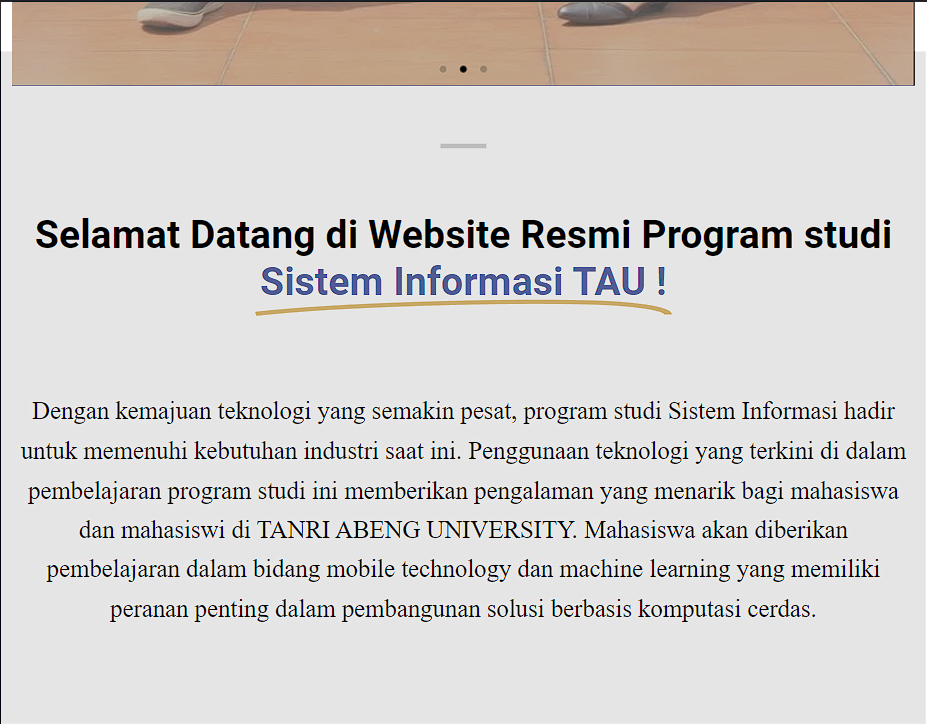 Selamat Datang di Website Resmi Program studi
Sistem Informasi TAU !
Dengan kemajuan teknologi yang semakin pesat, program studi Sistem Informasi hadir
untuk memenuhi kebutuhan industri saat ini. Penggunaan teknologi yang terkini di dalam
pembelajaran program studi ini memberikan pengalaman yang menarik bagi mahasiswa
dan mahasiswi di TANRI ABENG UNIVERSITY. Mahasiswa akan diberikan
pembelajaran dalam bidang mobile technology dan machine learning yang memiliki
peranan penting dalam pembangunan solusi berbasis komputasi cerdas.